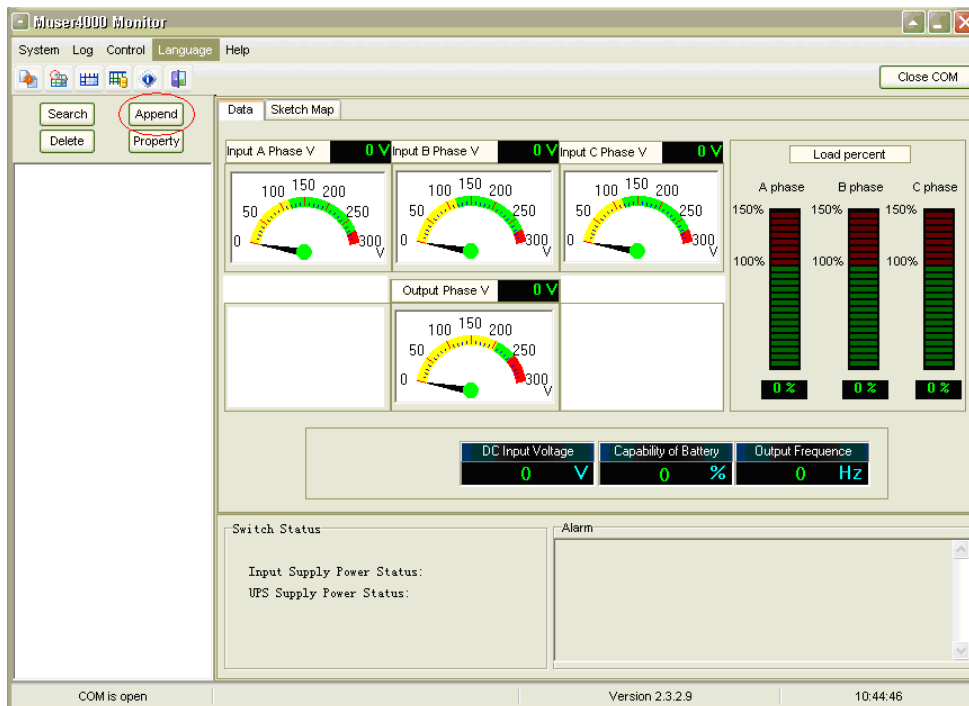 Muser4000 Monitor
System Log Control Language Help
Close COM
Search Append
Delete Property
Data Sketch Map
Input A Phase V 0 V Input B Phase V 0 V Input C Phase V 0 V
0 50 100 150 200 250 300 V
0 50 100 150 200 250 300 V
0 50 100 150 200 250 300 V
Output Phase V 0 V
0 50 100 150 200 250 300 V
Load percent
A phase B phase C phase
150% 150% 150%
100% 100% 100%
0 % 0 % 0 %
DC Input Voltage Capability of Battery Output Frequence
0 V 0 % 0 Hz
Switch Status
Input Supply Power Status:
UPS Supply Power Status:
Alarm
COM is open Version 2.3.2.9 10:44:46